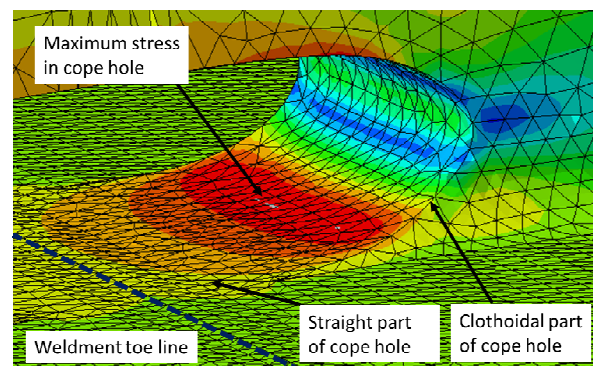 Maximum stress
in cope hole
Straight part
of cope hole
Clothoidal part
of cope hole
Weldment toe line